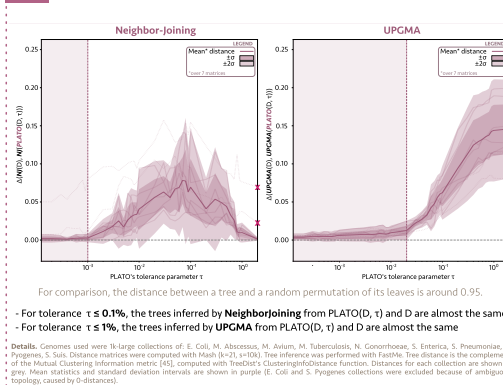 Neighbor-Joining
UPGMA
LEGEND
Mean* distance
±σ
±2σ
*over 7 matrices
LEGEND
Mean* distance
±σ
±2σ
*over 7 matrices
Δ(NJ(D), NJ(PLATO(D, τ)))
Δ(UPGMA(D), UPGMA(PLATO(D, τ)))
0.25
0.20
0.15
0.10
0.05
0.00
0.25
0.20
0.15
0.10
0.05
0.00
10⁻³
10⁻²
10⁻¹
10⁰
10⁻³
10⁻²
10⁻¹
10⁰
PLATO's tolerance parameter τ
PLATO's tolerance parameter τ
For comparison, the distance between a tree and a random permutation of its leaves is around 0.95.
- For tolerance τ ≤ 0.1%, the trees inferred by NeighborJoining from PLATO(D, τ) and D are almost the same
- For tolerance τ ≤ 1%, the trees inferred by UPGMA from PLATO(D, τ) and D are almost the same
Details. Genomes used were 1k-large collections of: E. Coli, M. Abscessus, M. Avium, M. Tuberculosis, N. Gonorrhoeae, S. Enterica, S. Pneumoniae,
Pyogenes, S. Suis. Distance matrices were computed with Mash (k=21, s=10k). Tree inference was performed with FastMe. Tree distance is the complem
of the Mutual Clustering Information metric [45], computed with TreeDist's ClusteringInfoDistance function. Distances for each collection are shown
grey. Mean statistics and standard deviation intervals are shown in purple (E. Coli and S. Pyogenes collections were excluded because of ambiguo
topology, caused by 0-distances).